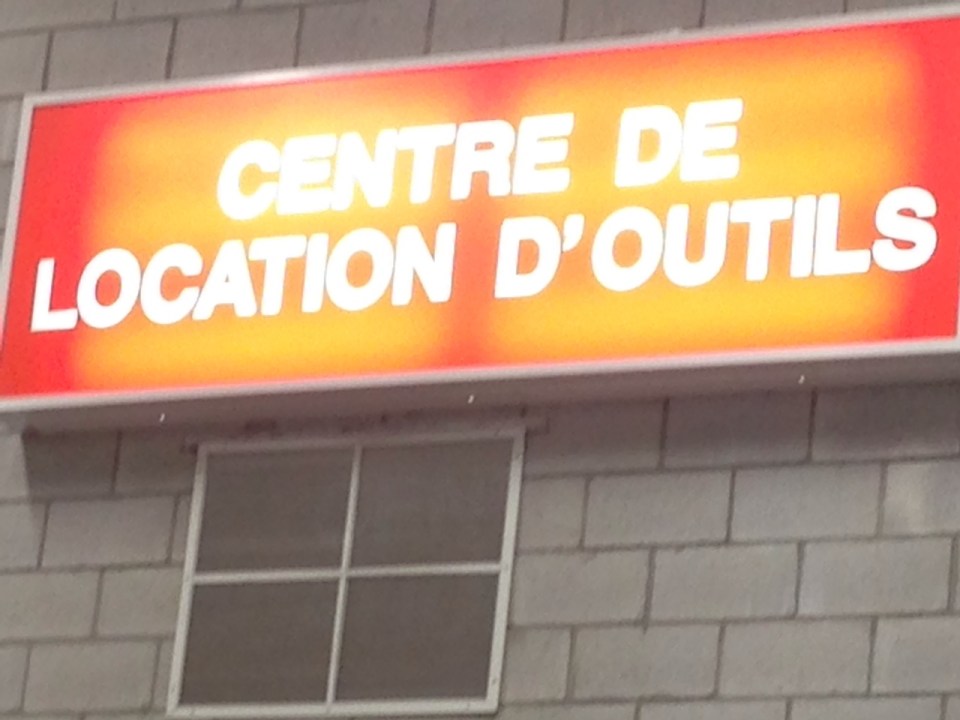 CENTRE DE
LOCATION D'OUTILS